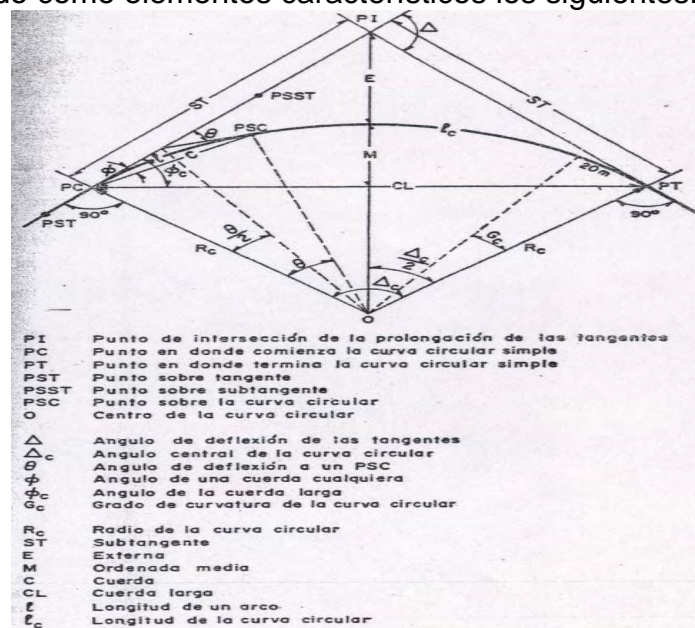 do como elementos característicos los siguientes:
PI
Δ
ST
E
ST
PSST
θ
PSC
ℓc
ϕ
C
ϕc
M
PC
20m
PT
CL
PST
90°
90°
Rc
θ/2
θ
Δc/2
Gc
Rc
Δc
O
PI Punto de intersección de la prolongación de las tangentes
PC Punto en donde comienza la curva circular simple
PT Punto en donde termina la curva circular simple
PST Punto sobre tangente
PSST Punto sobre subtangente
PSC Punto sobre la curva circular
O Centro de la curva circular
Δ Angulo de deflexión de las tangentes
Δc Angulo central de la curva circular
θ Angulo de deflexión a un PSC
ϕ Angulo de una cuerda cualquiera
ϕc Angulo de la cuerda larga
Gc Grado de curvatura de la curva circular
Rc Radio de la curva circular
ST Subtangente
E Externa
M Ordenada media
C Cuerda
CL Cuerda larga
ℓ Longitud de un arco
ℓc Longitud de la curva circular